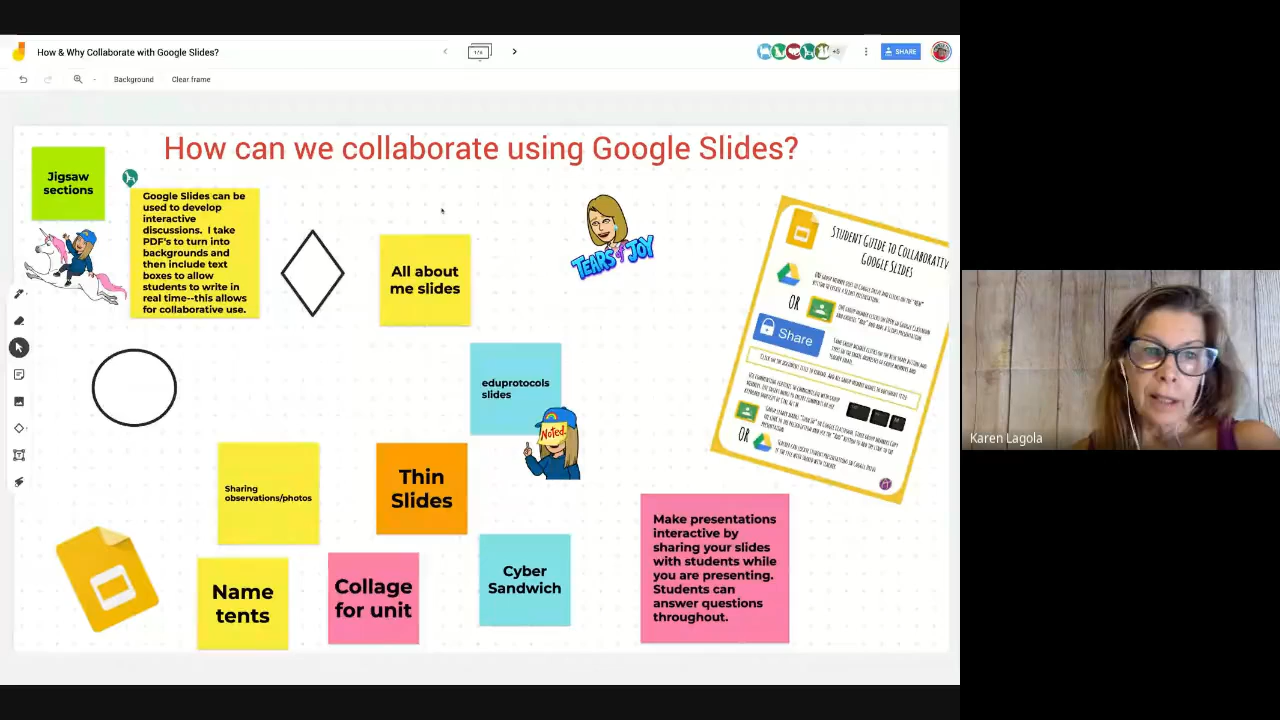 How & Why Collaborate with Google Slides?
1/6
+5
SHARE
Background
Clear frame
How can we collaborate using Google Slides?
Jigsaw
sections
Google Slides can be
used to develop
interactive
discussions. I take
PDF's to turn into
backgrounds and
then include text
boxes to allow
students to write in
real time--this allows
for collaborative use.
All about
me slides
TEARS of JOY
eduprotocols
slides
Noted.
Sharing
observations/photos
Thin
Slides
Name
tents
Collage
for unit
Cyber
Sandwich
Make presentations
interactive by
sharing your slides
with students while
you are presenting.
Students can
answer questions
throughout.
STUDENT GUIDE TO COLLABORATIV
GOOGLE SLIDES
OR
Share
OR
Karen Lagola